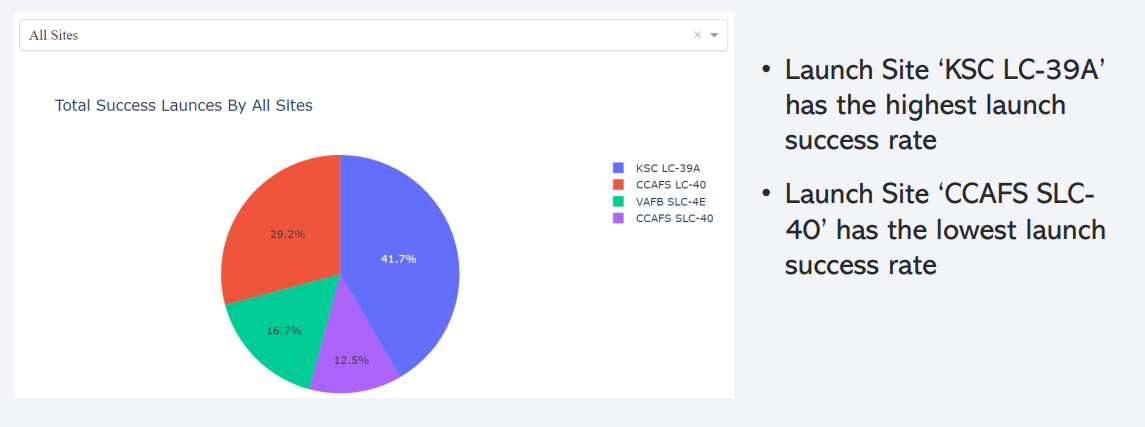 All Sites
×
Total Success Launces By All Sites
KSC LC-39A
CCAFS LC-40
VAFB SLC-4E
CCAFS SLC-40
29.2%
41.7%
16.7%
12.5%
• Launch Site ‘KSC LC-39A’
has the highest launch
success rate
• Launch Site ‘CCAFS SLC-
40’ has the lowest launch
success rate